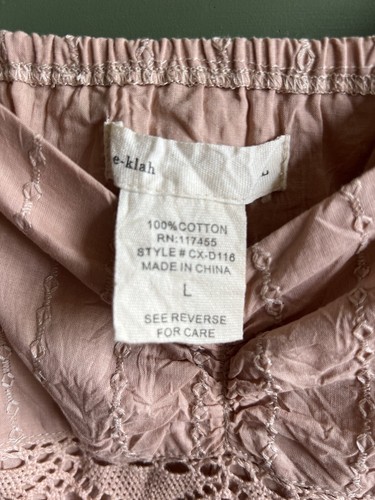 e-klah
L
100% COTTON
RN:117455
STYLE # CX-D116
MADE IN CHINA
L
SEE REVERSE
FOR CARE